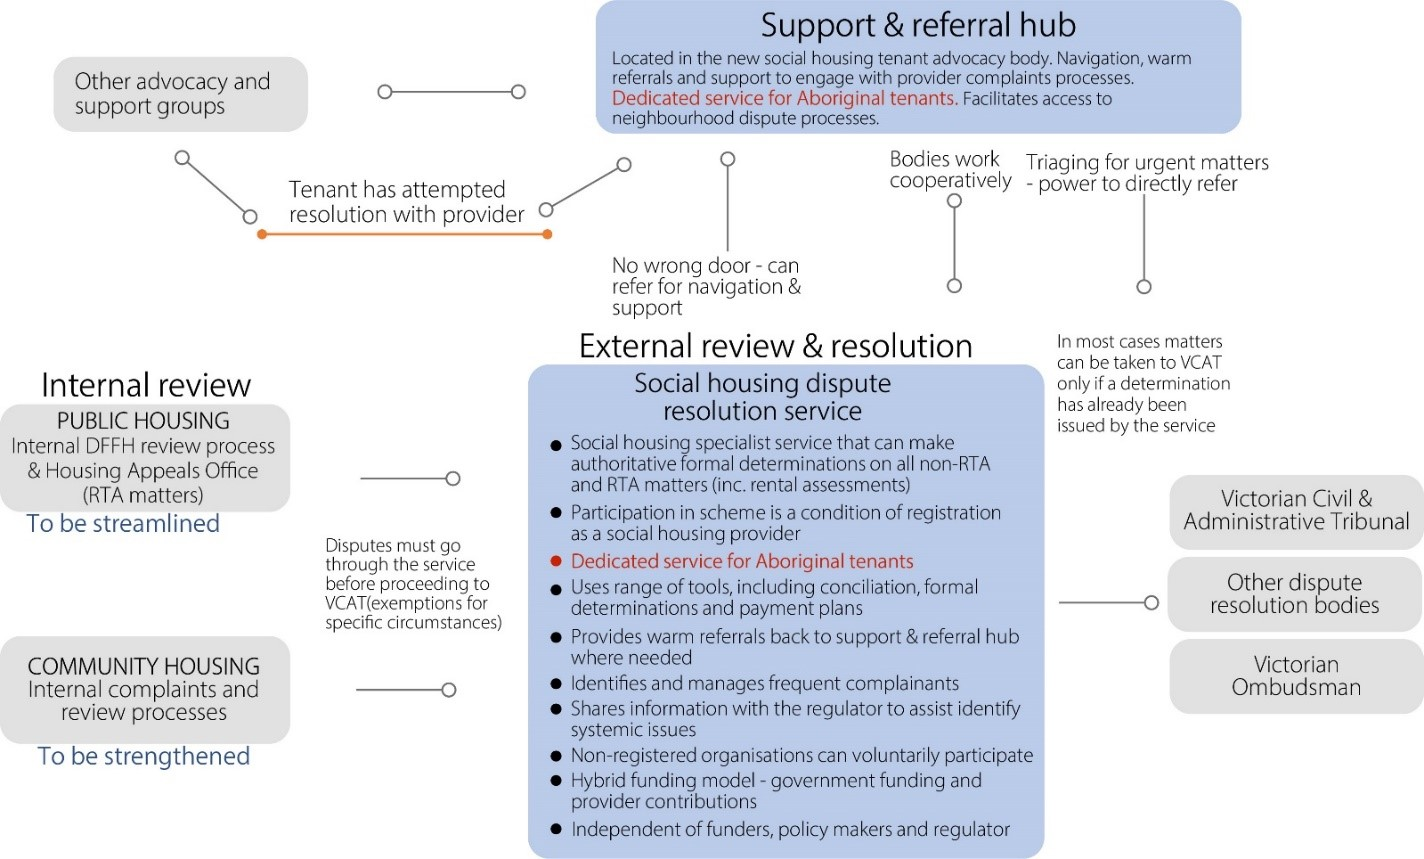 Support & referral hub
Located in the new social housing tenant advocacy body. Navigation, warm
referrals and support to engage with provider complaints processes.
Dedicated service for Aboriginal tenants. Facilitates access to
neighbourhood dispute processes.
Other advocacy and
support groups
Tenant has attempted
resolution with provider
Bodies work
cooperatively
Triaging for urgent matters
- power to directly refer
No wrong door - can
refer for navigation &
support
In most cases matters
can be taken to VCAT
only if a determination
has already been
issued by the service
Internal review
PUBLIC HOUSING
Internal DFFH review process
& Housing Appeals Office
(RTA matters)
To be streamlined
Disputes must go
through the service
before proceeding to
VCAT(exemptions for
specific circumstances)
COMMUNITY HOUSING
Internal complaints and
review processes
To be strengthened
External review & resolution
Social housing dispute
resolution service
● Social housing specialist service that can make
authoritative formal determinations on all non-RTA
and RTA matters (inc. rental assessments)
● Participation in scheme is a condition of registration
as a social housing provider
● Dedicated service for Aboriginal tenants
● Uses range of tools, including conciliation, formal
determinations and payment plans
● Provides warm referrals back to support & referral hub
where needed
● Identifies and manages frequent complainants
● Shares information with the regulator to assist identify
systemic issues
● Non-registered organisations can voluntarily participate
● Hybrid funding model - government funding and
provider contributions
● Independent of funders, policy makers and regulator
Victorian Civil &
Administrative Tribunal
Other dispute
resolution bodies
Victorian
Ombudsman